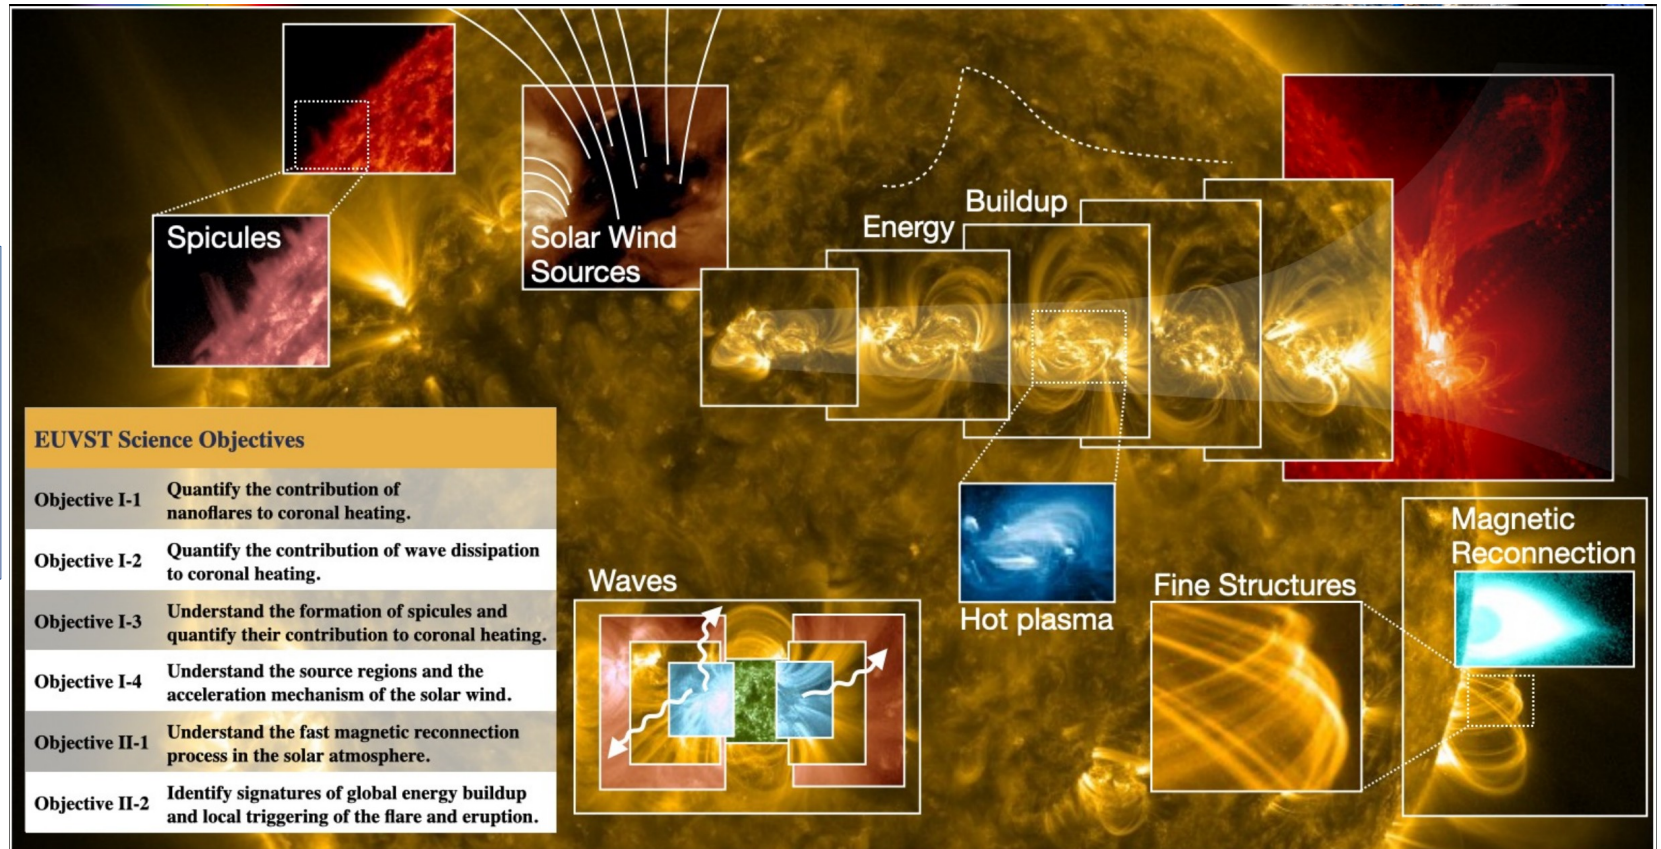 Spicules
Solar Wind
Sources
Energy
Buildup
EUVST Science Objectives
Objective I-1
Quantify the contribution of
nanoflares to coronal heating.
Objective I-2
Quantify the contribution of wave dissipation
to coronal heating.
Objective I-3
Understand the formation of spicules and
quantify their contribution to coronal heating.
Objective I-4
Understand the source regions and the
acceleration mechanism of the solar wind.
Objective II-1
Understand the fast magnetic reconnection
process in the solar atmosphere.
Objective II-2
Identify signatures of global energy buildup
and local triggering of the flare and eruption.
Waves
Hot plasma
Fine Structures
Magnetic
Reconnection